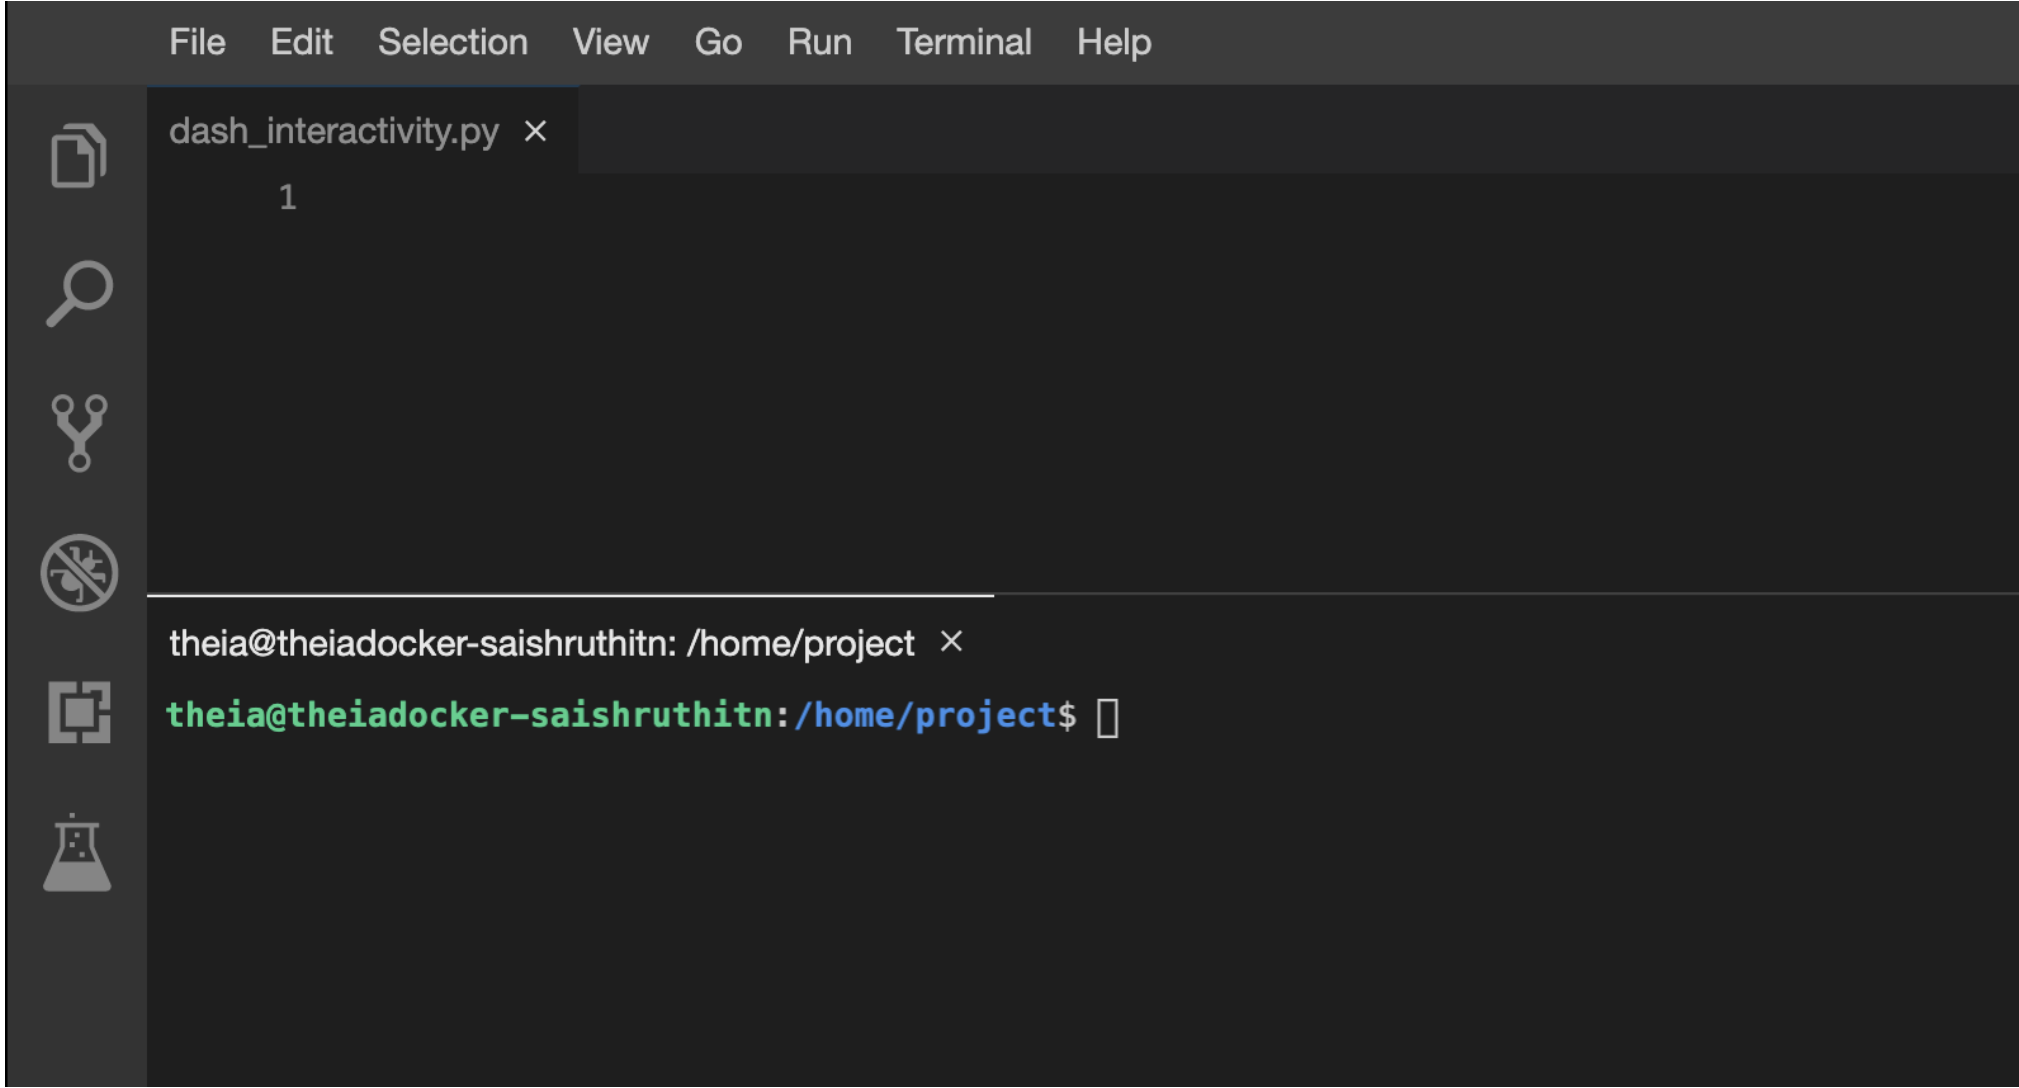 File Edit Selection View Go Run Terminal Help
dash_interactivity.py ×
1
theia@theiadocker-saishruthitn: /home/project ×
theia@theiadocker-saishruthitn:/home/project$